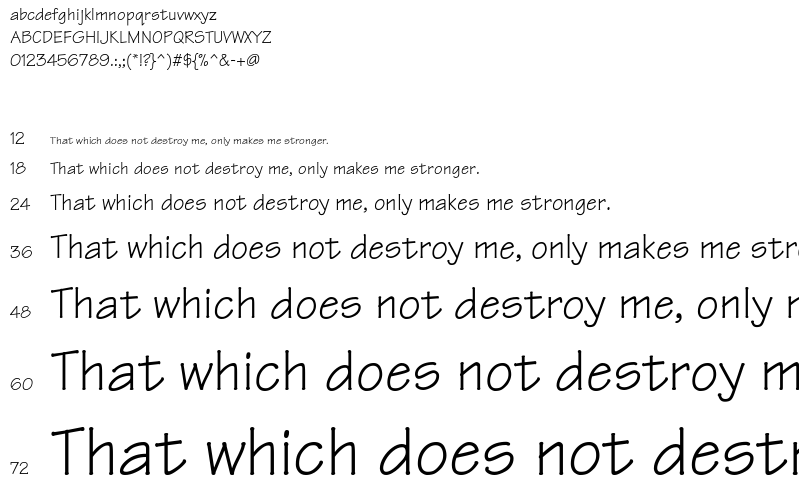 abcdefghijklmnopqrstuvwxyz
ABCDEFGHIJKLMNOPQRSTUVWXYZ
0123456789.:,;(*!?}^)#${%^&-+@
12 That which does not destroy me, only makes me stronger.
18 That which does not destroy me, only makes me stronger.
24 That which does not destroy me, only makes me stronger.
36 That which does not destroy me, only makes me str
48 That which does not destroy me, only
60 That which does not destroy m
72 That which does not dest